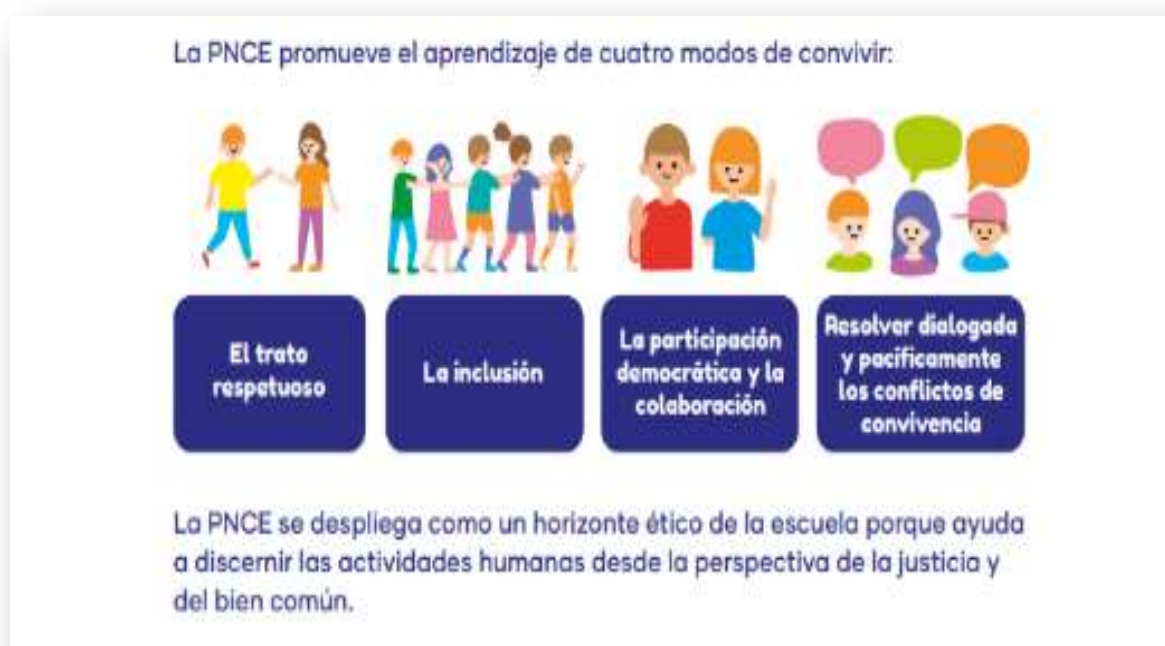 La PNCE promueve el aprendizaje de cuatro modos de convivir:
El trato
respetuoso
La inclusión
La participación
democrática y la
colaboración
Resolver dialogada
y pacíficamente
los conflictos de
convivencia
La PNCE se despliega como un horizonte ético de la escuela porque ayuda
a discernir las actividades humanas desde la perspectiva de la justicia y
del bien común.